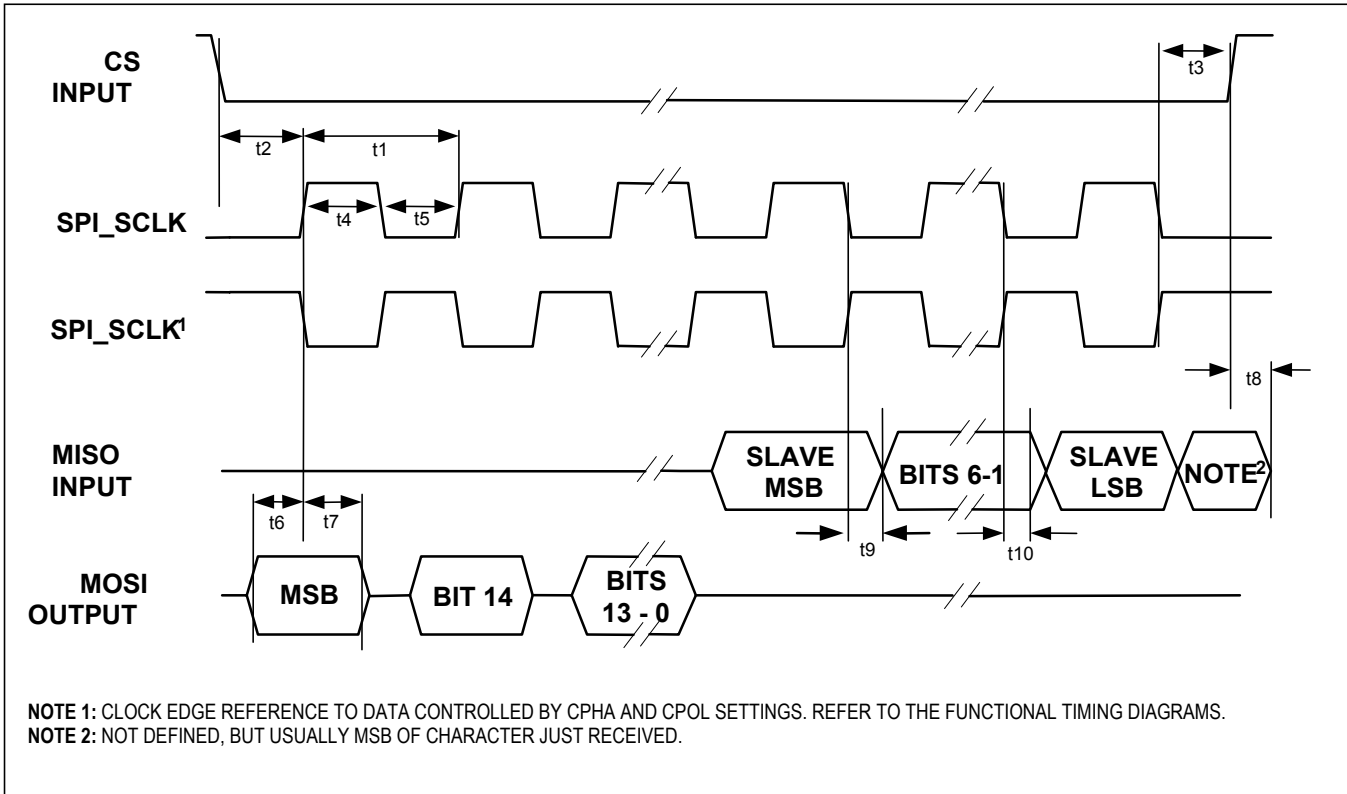 CS
INPUT
t3
t2
t1
SPI_SCLK
t4
t5
SPI_SCLK1
t8
MISO
INPUT
SLAVE
MSB
BITS 6-1
SLAVE
LSB
NOTE2
t6
t7
t9
t10
MOSI
OUTPUT
MSB
BIT 14
BITS
13 - 0
NOTE 1: CLOCK EDGE REFERENCE TO DATA CONTROLLED BY CPHA AND CPOL SETTINGS. REFER TO THE FUNCTIONAL TIMING DIAGRAMS.
NOTE 2: NOT DEFINED, BUT USUALLY MSB OF CHARACTER JUST RECEIVED.